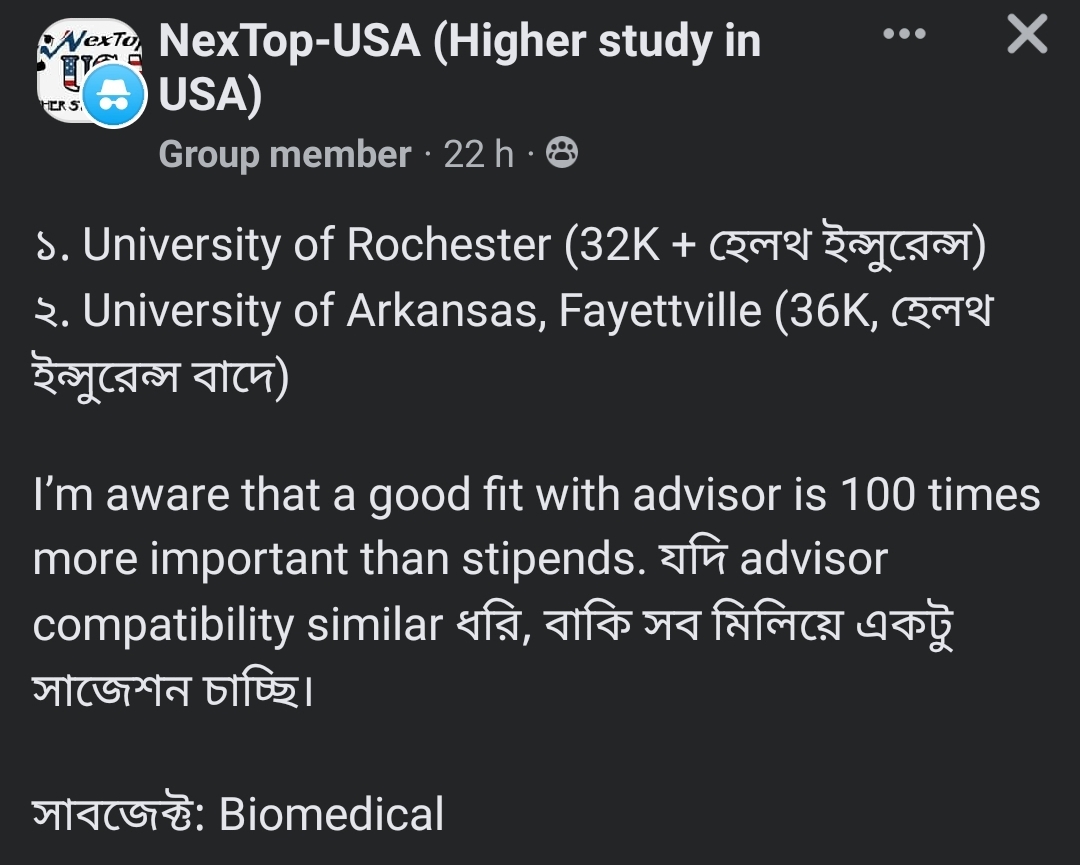 NexTop
HER S
NexTop-USA (Higher study in
USA)
Group member · 22 h ·
১. University of Rochester (32K + হেলথ ইন্সুরেন্স)
২. University of Arkansas, Fayettville (36K, হেলথ
ইন্সুরেন্স বাদে)
I'm aware that a good fit with advisor is 100 times
more important than stipends. যদি advisor
compatibility similar ধরি, বাকি সব মিলিয়ে একটু
সাজেশন চাচ্ছি।
সাবজেক্ট: Biomedical